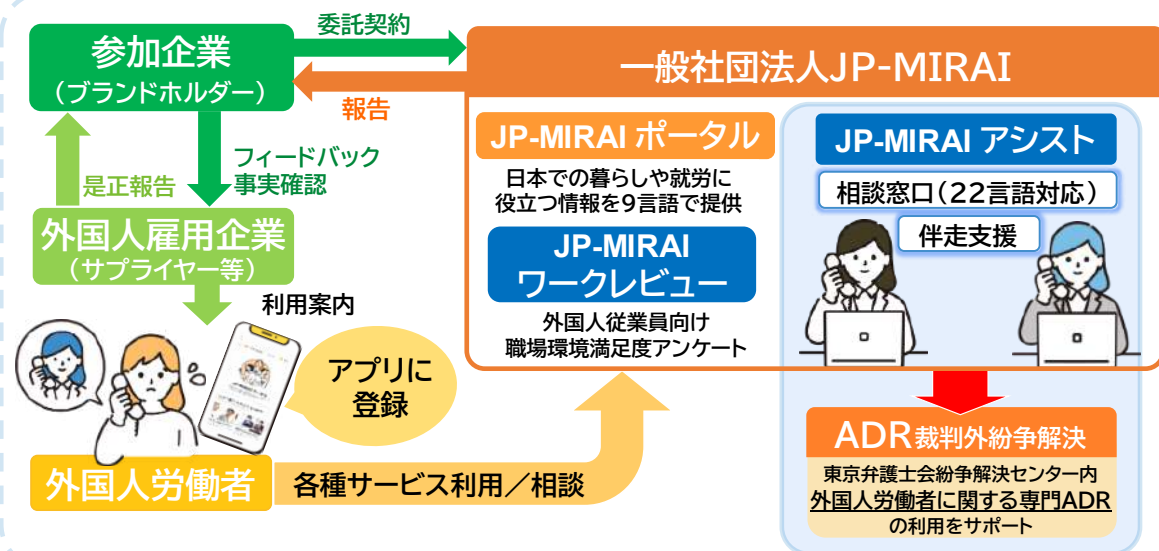 参加企業
（ブランドホルダー）
委託契約
報告
是正報告
フィードバック
事実確認
外国人雇用企業
（サプライヤー等）
利用案内
アプリに
登録
外国人労働者
各種サービス利用／相談
一般社団法人JP-MIRAI
JP-MIRAI ポータル
日本での暮らしや就労に
役立つ情報を9言語で提供
JP-MIRAI
ワークレビュー
外国人従業員向け
職場環境満足度アンケート
JP-MIRAI アシスト
相談窓口（22言語対応）
伴走支援
ADR 裁判外紛争解決
東京弁護士会紛争解決センター内
外国人労働者に関する専門ADR
の利用をサポート